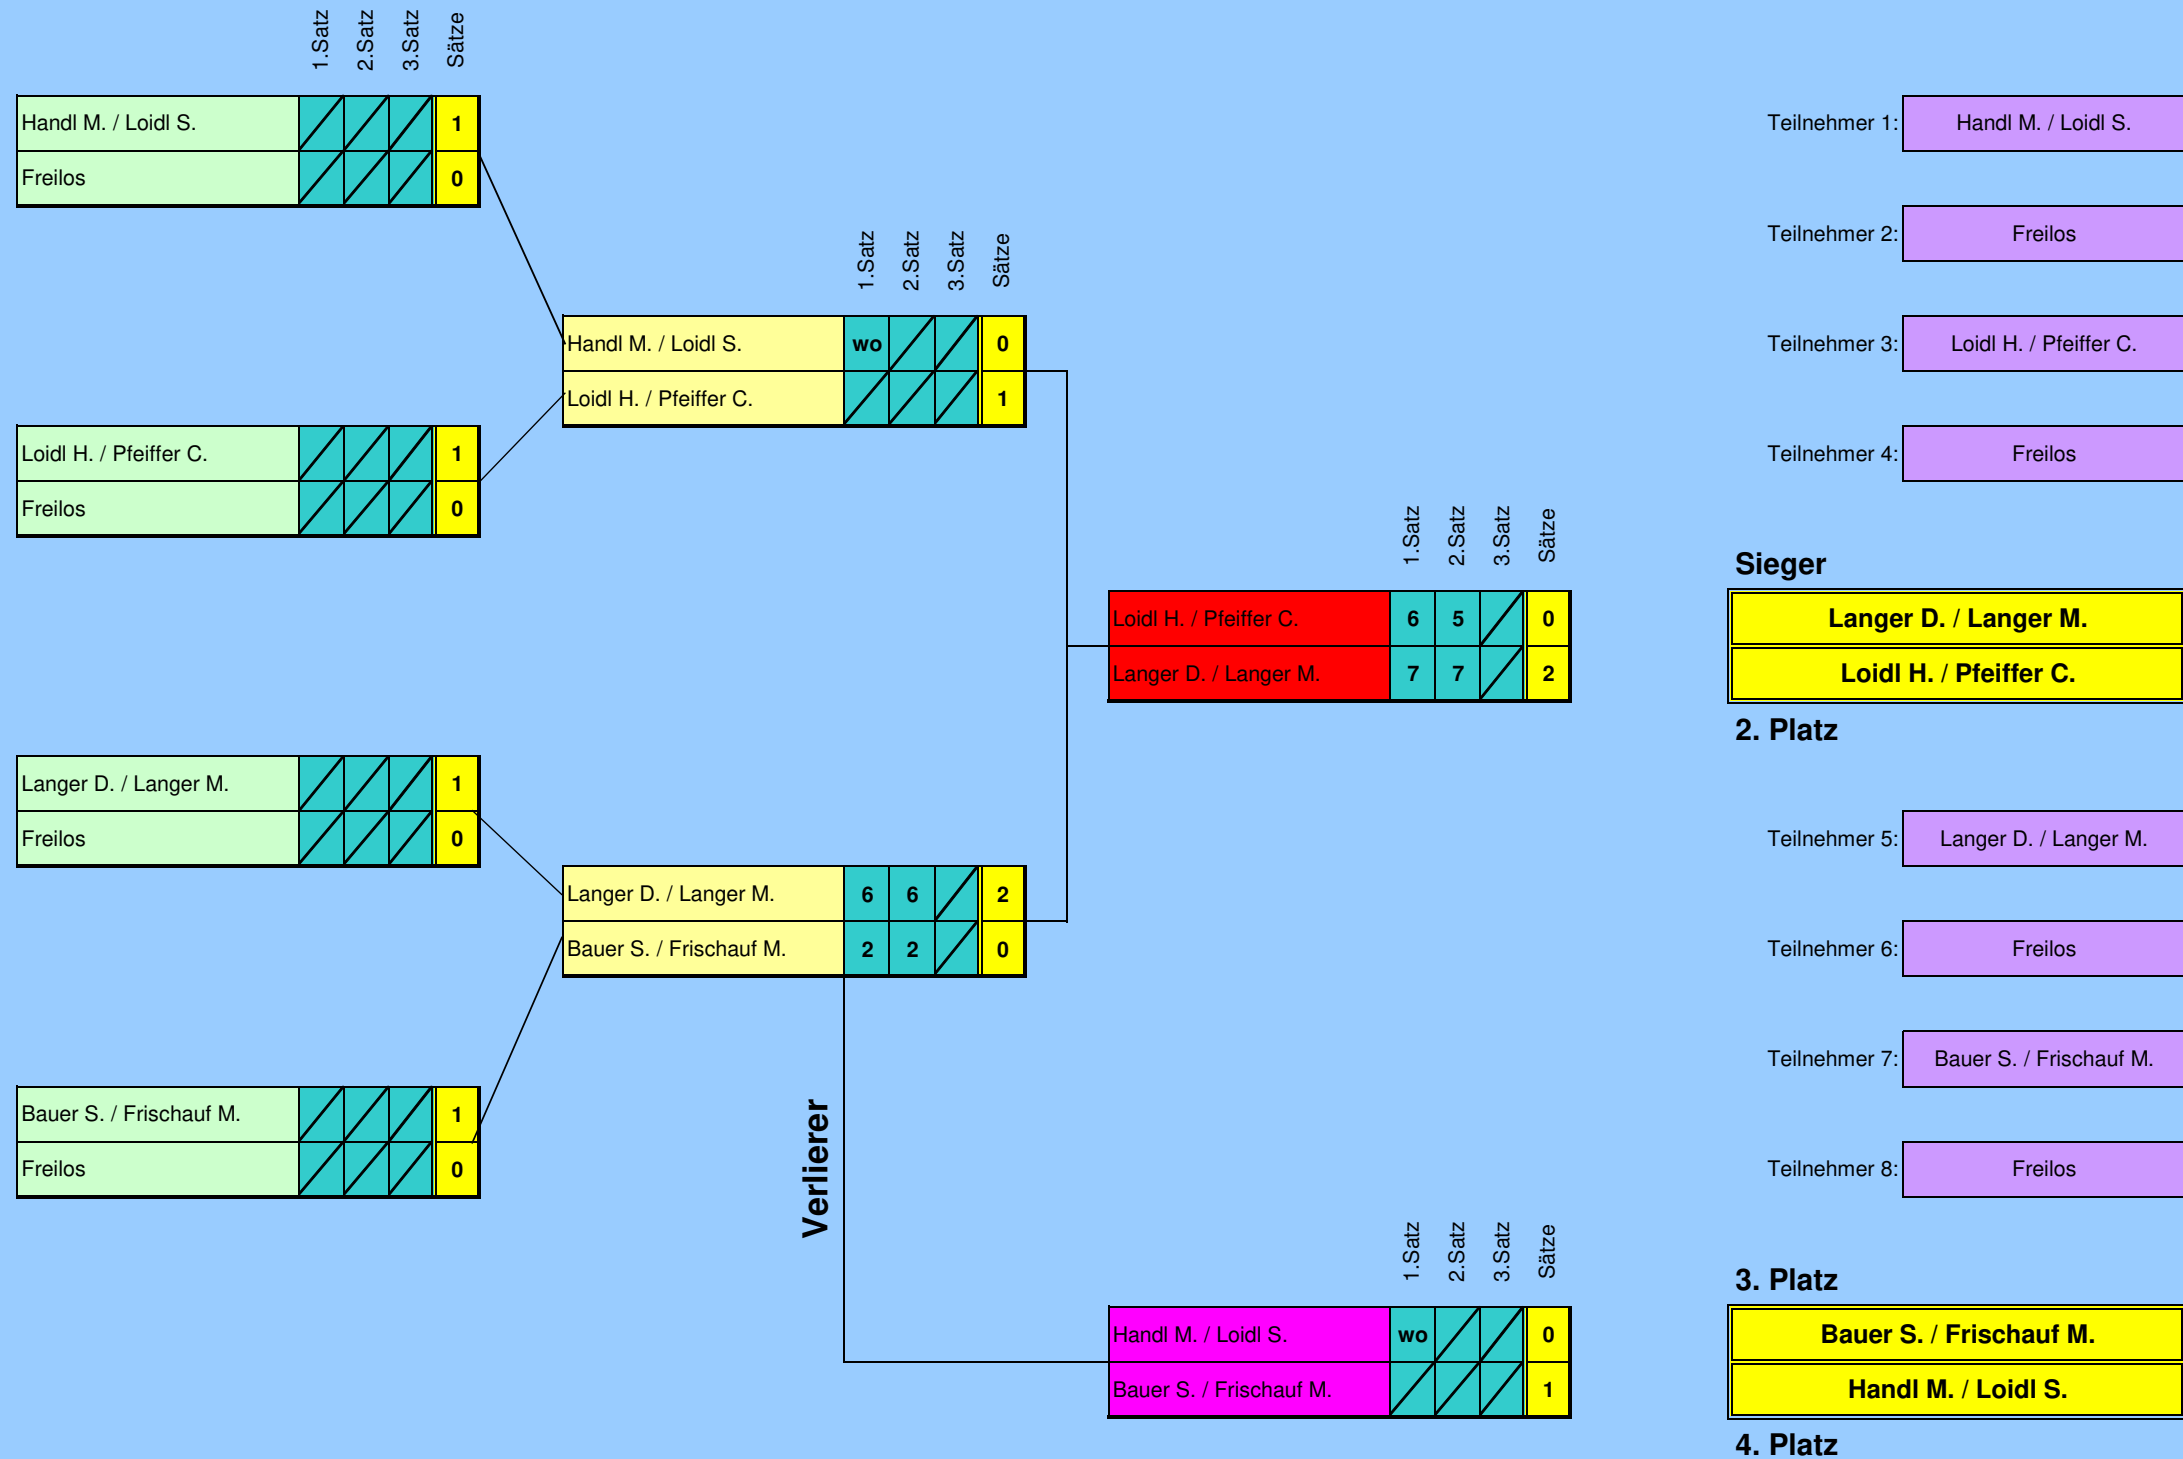 1.Satz 2.Satz 3.Satz Sätze
Handl M. / Loidl S. 1
Freilos 0
Loidl H. / Pfeiffer C. 1
Freilos 0
Langer D. / Langer M. 1
Freilos 0
Bauer S. / Frischauf M. 1
Freilos 0
1.Satz 2.Satz 3.Satz Sätze
Handl M. / Loidl S. wo 0
Loidl H. / Pfeiffer C. 1
Langer D. / Langer M. 6 6 2
Bauer S. / Frischauf M. 2 2 0
Verlierer
1.Satz 2.Satz 3.Satz Sätze
Loidl H. / Pfeiffer C. 6 5 0
Langer D. / Langer M. 7 7 2
1.Satz 2.Satz 3.Satz Sätze
Handl M. / Loidl S. wo 0
Bauer S. / Frischauf M. 1
Teilnehmer 1: Handl M. / Loidl S.
Teilnehmer 2: Freilos
Teilnehmer 3: Loidl H. / Pfeiffer C.
Teilnehmer 4: Freilos
Sieger
Langer D. / Langer M.
Loidl H. / Pfeiffer C.
2. Platz
Teilnehmer 5: Langer D. / Langer M.
Teilnehmer 6: Freilos
Teilnehmer 7: Bauer S. / Frischauf M.
Teilnehmer 8: Freilos
3. Platz
Bauer S. / Frischauf M.
Handl M. / Loidl S.
4. Platz